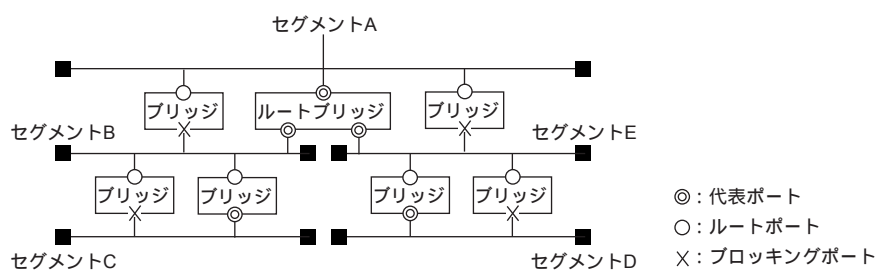 セグメントA
ブリッジ
ルートブリッジ
ブリッジ
セグメントB
セグメントE
ブリッジ
ブリッジ
ブリッジ
ブリッジ
◎：代表ポート
○：ルートポート
×：ブロッキングポート
セグメントC
セグメントD